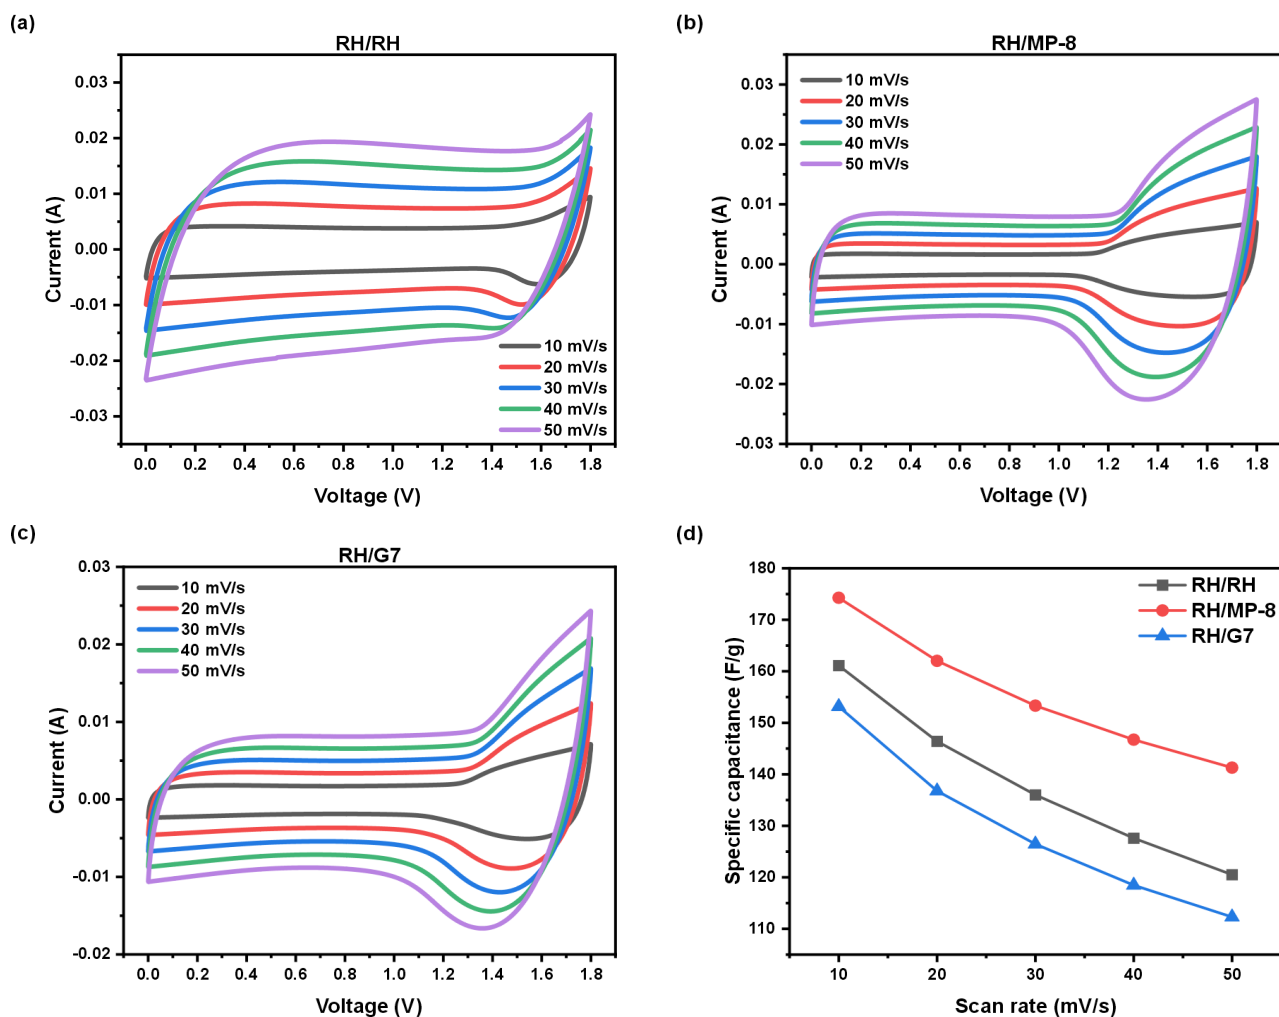 (a)
RH/RH
0.03
0.02
0.01
0.00
-0.01
-0.02
-0.03
Current (A)
10 mV/s
20 mV/s
30 mV/s
40 mV/s
50 mV/s
0.0 0.2 0.4 0.6 0.8 1.0 1.2 1.4 1.6 1.8
Voltage (V)
(b)
RH/MP-8
10 mV/s
20 mV/s
30 mV/s
40 mV/s
50 mV/s
0.03
0.02
0.01
0.00
-0.01
-0.02
-0.03
Current (A)
0.0 0.2 0.4 0.6 0.8 1.0 1.2 1.4 1.6 1.8
Voltage (V)
(c)
RH/G7
10 mV/s
20 mV/s
30 mV/s
40 mV/s
50 mV/s
0.03
0.02
0.01
0.00
-0.01
-0.02
Current (A)
0.0 0.2 0.4 0.6 0.8 1.0 1.2 1.4 1.6 1.8
Voltage (V)
(d)
RH/RH
RH/MP-8
RH/G7
180
170
160
150
140
130
120
110
Specific capacitance (F/g)
10 20 30 40 50
Scan rate (mV/s)